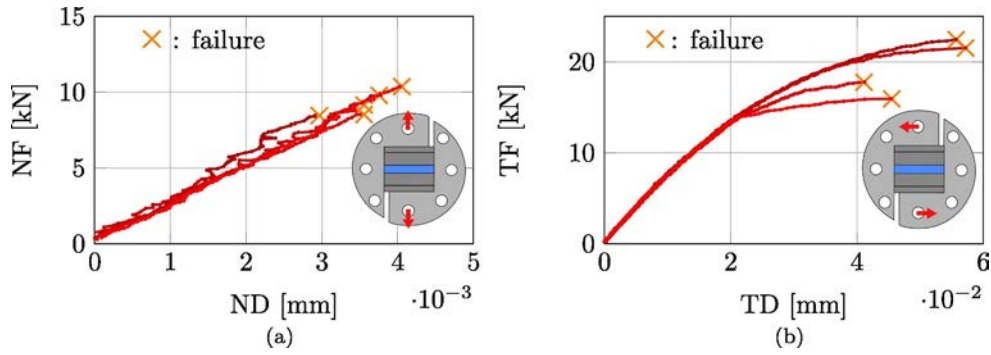 15
10
5
0
NF [kN]
× : failure
0
1
2
3
4
5
ND [mm]
·10⁻³
(a)
20
10
0
TF [kN]
× : failure
0
2
4
6
TD [mm]
·10⁻²
(b)